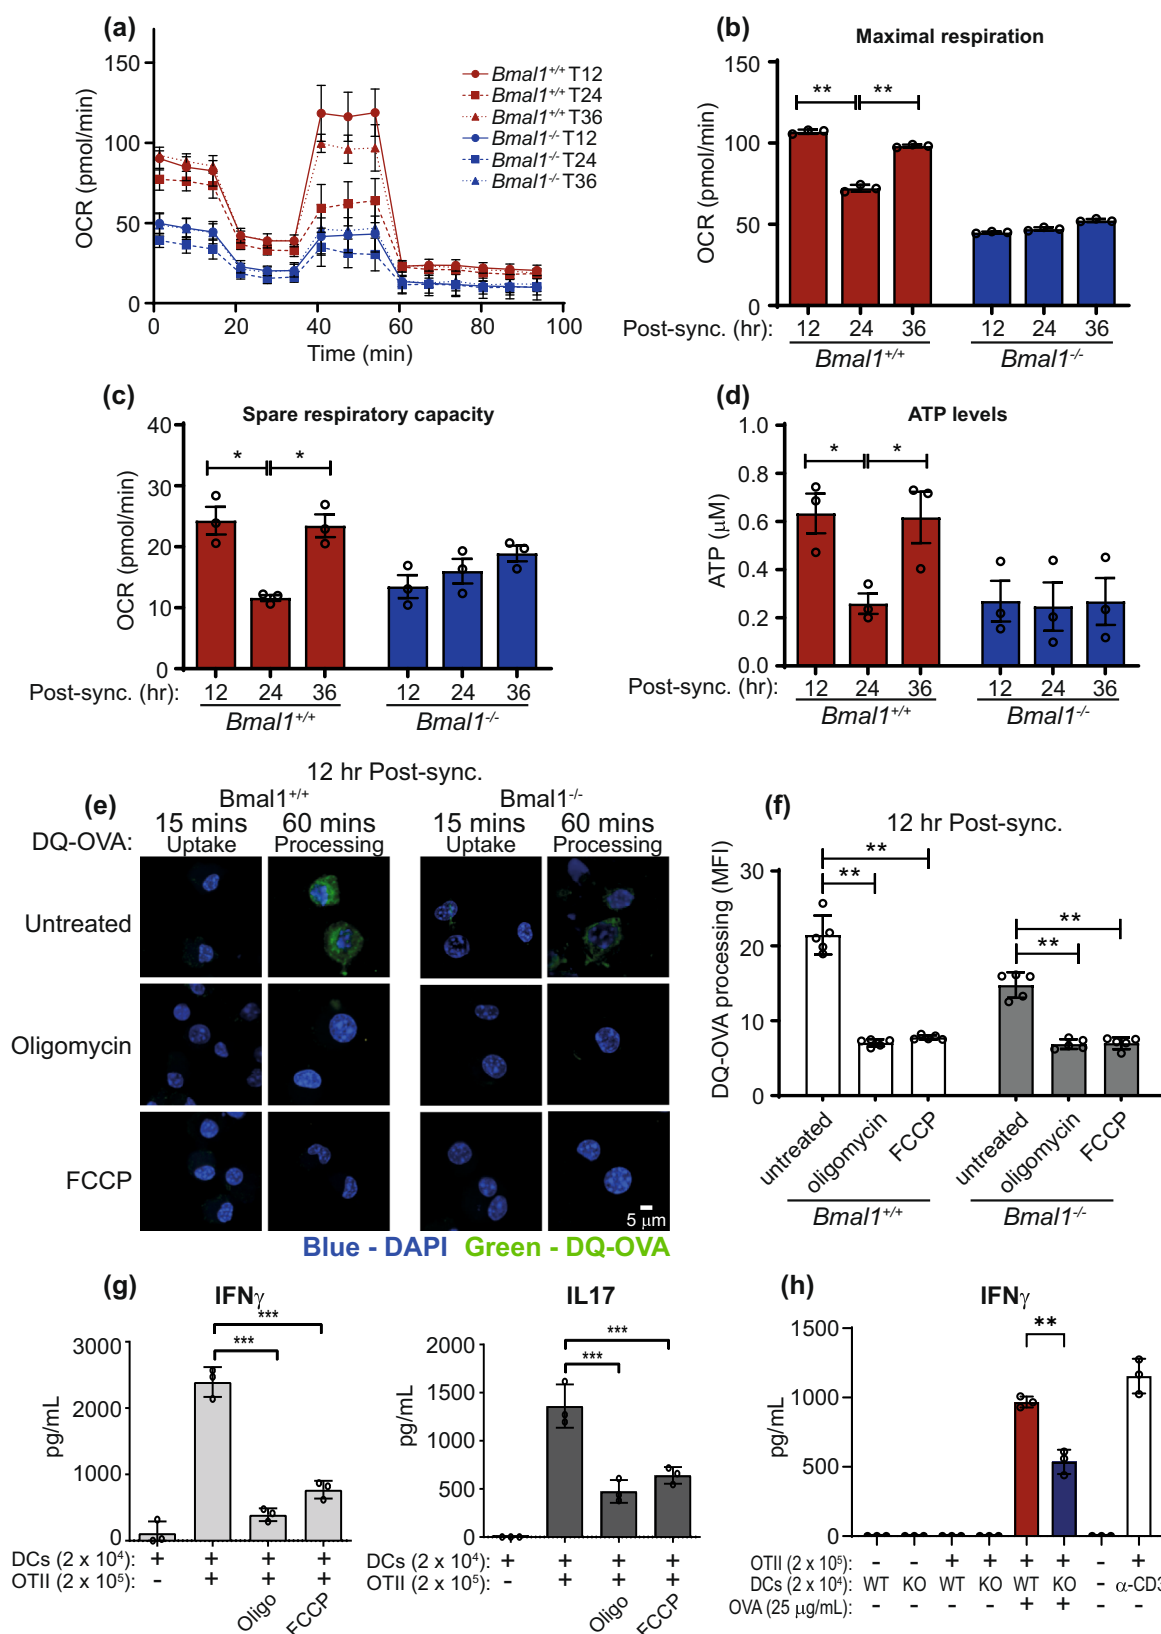 (a)
150
100
50
0
OCR (pmol/min)
0 20 40 60 80 100
Time (min)
Bmal1+/+ T12
Bmal1+/+ T24
Bmal1+/+ T36
Bmal1-/- T12
Bmal1-/- T24
Bmal1-/- T36
(b)
Maximal respiration
150
100
50
0
OCR (pmol/min)
** **
Post-sync. (hr): 12 24 36 12 24 36
Bmal1+/+ Bmal1-/-
(c)
Spare respiratory capacity
40
30
20
10
0
OCR (pmol/min)
* *
Post-sync. (hr): 12 24 36 12 24 36
Bmal1+/+ Bmal1-/-
(d)
ATP levels
1.0
0.8
0.6
0.4
0.2
0.0
ATP (μM)
* *
Post-sync. (hr): 12 24 36 12 24 36
Bmal1+/+ Bmal1-/-
(e)
12 hr Post-sync.
Bmal1+/+ Bmal1-/-
15 mins 60 mins 15 mins 60 mins
DQ-OVA: Uptake Processing Uptake Processing
Untreated
Oligomycin
FCCP
5 μm
Blue - DAPI Green - DQ-OVA
(f)
12 hr Post-sync.
30
20
10
0
DQ-OVA processing (MFI)
**
**
**
**
untreated oligomycin FCCP untreated oligomycin FCCP
Bmal1+/+ Bmal1-/-
(g)
IFNγ
3000
2000
1000
0
pg/mL
***
***
DCs (2 x 10⁴): + + + +
OTII (2 x 10⁵): - + + +
Oligo FCCP
IL17
2000
1500
1000
500
0
pg/mL
***
***
DCs (2 x 10⁴): + + + +
OTII (2 x 10⁵): - + + +
Oligo FCCP
(h)
IFNγ
1500
1000
500
0
pg/mL
**
OTII (2 x 10⁵): - - + + + + - +
DCs (2 x 10⁴): WT KO WT KO WT KO - α-CD3
OVA (25 μg/mL): - - - - + + - -